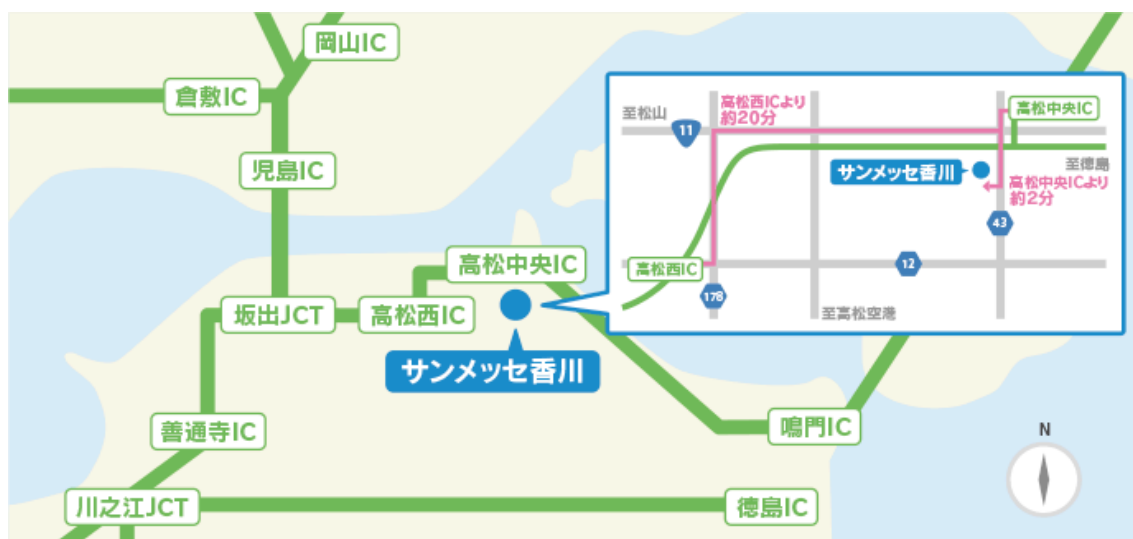 岡山IC
倉敷IC
児島IC
高松中央IC
坂出JCT
高松西IC
サンメッセ香川
善通寺IC
鳴門IC
川之江JCT
徳島IC
高松西ICより
約20分
高松中央IC
至松山
11
至徳島
サンメッセ香川
高松中央ICより
約2分
43
高松西IC
12
178
至高松空港
N